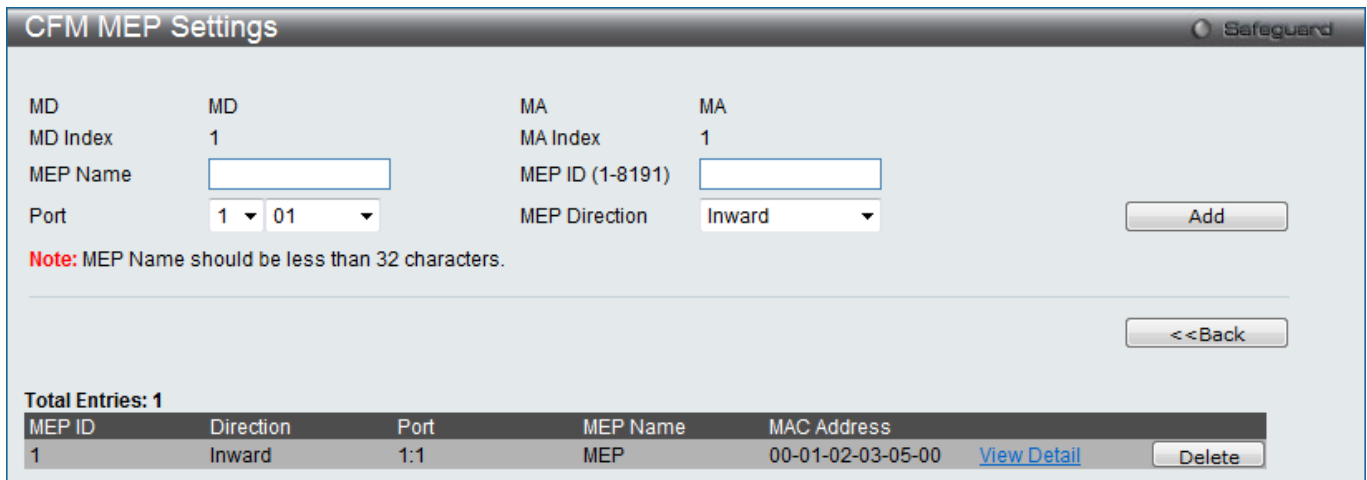 CFM MEP Settings Safeguard
MD MD MA MA
MD Index 1 MA Index 1
MEP Name MEP ID (1-8191)
Port 1 01 MEP Direction Inward Add
Note: MEP Name should be less than 32 characters.
<<Back
Total Entries: 1
MEP ID Direction Port MEP Name MAC Address
1 Inward 1:1 MEP 00-01-02-03-05-00 View Detail Delete